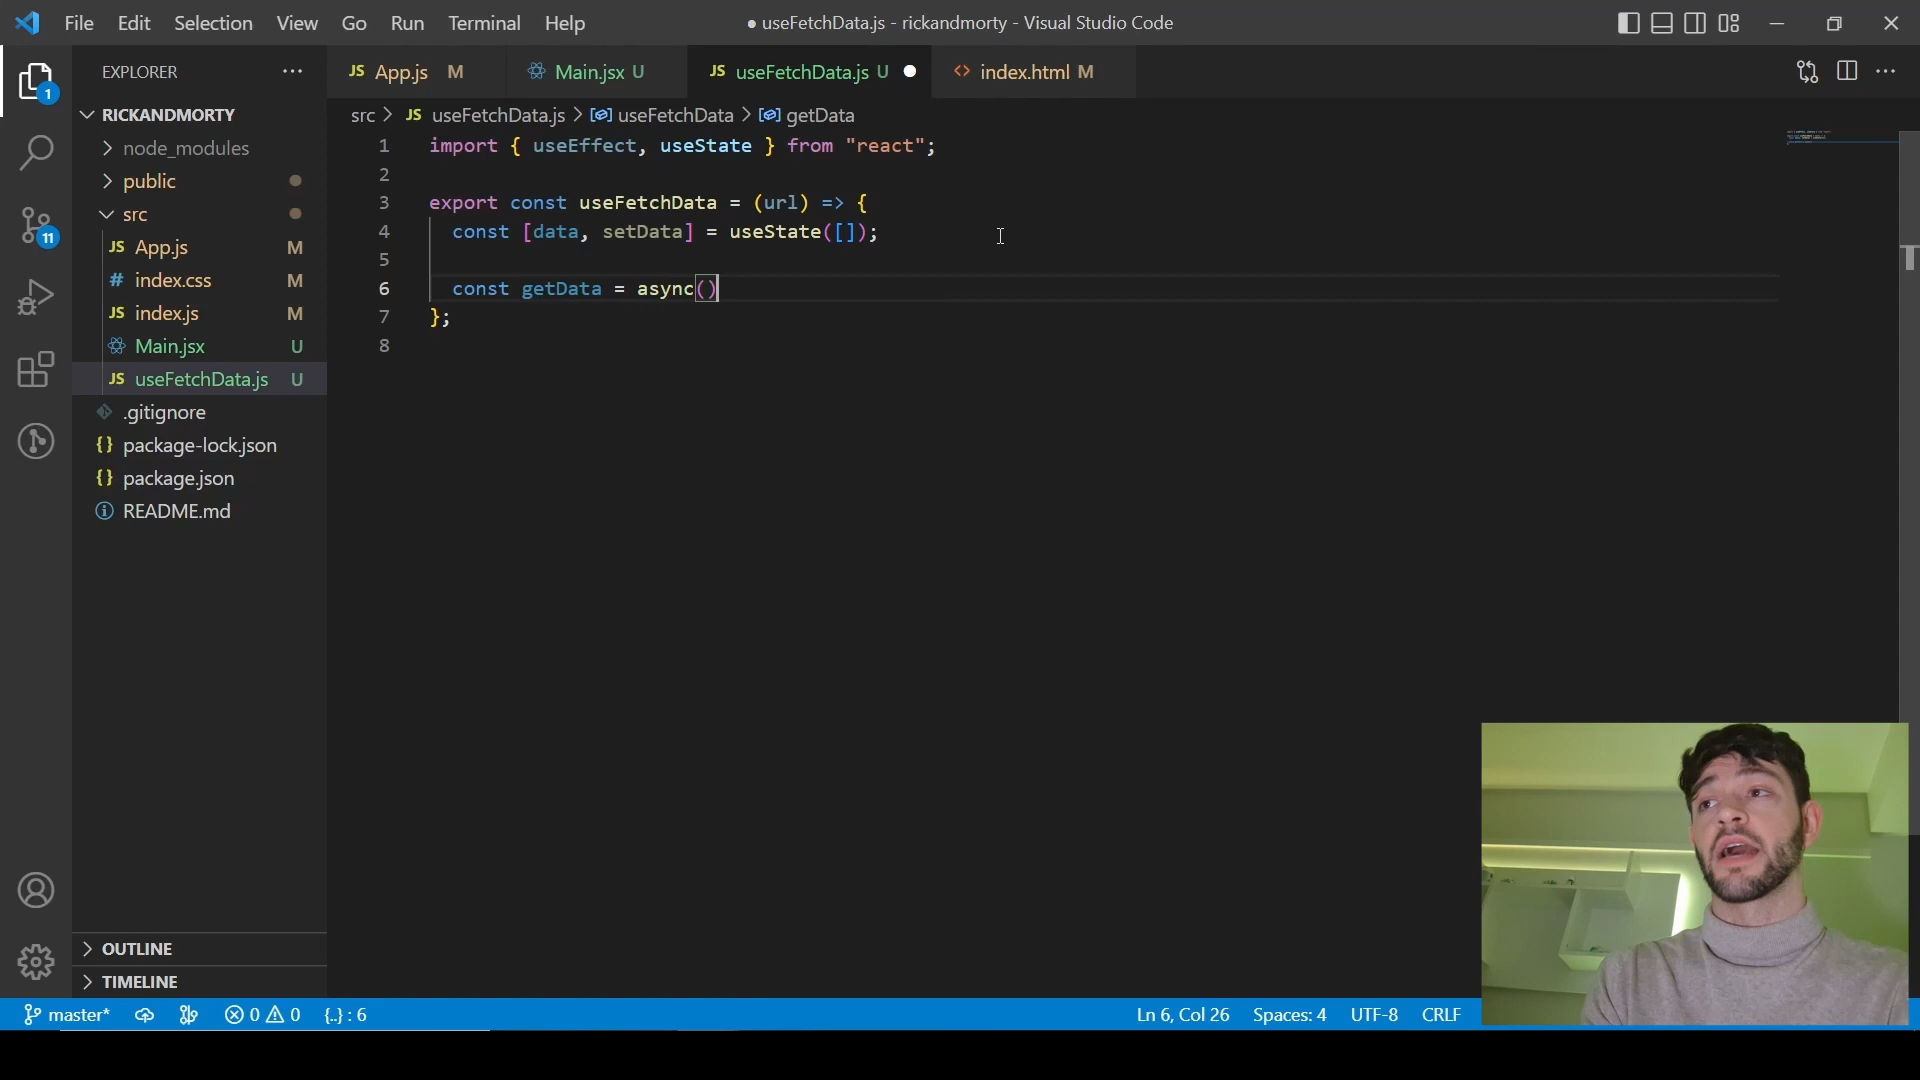 File Edit Selection View Go Run Terminal Help
● useFetchData.js - rickandmorty - Visual Studio Code
EXPLORER ···
JS App.js M
Main.jsx U
JS useFetchData.js U ●
<> index.html M
1
11
RICKANDMORTY
node_modules
public
src
JS App.js M
# index.css M
JS index.js M
Main.jsx U
JS useFetchData.js U
.gitignore
{} package-lock.json
{} package.json
README.md
OUTLINE
TIMELINE
src > JS useFetchData.js > useFetchData > getData
1 import { useEffect, useState } from "react";
2
3 export const useFetchData = (url) => {
4 const [data, setData] = useState([]);
5
6 const getData = async()
7 };
8
master* 0 0 {..} : 6
Ln 6, Col 26 Spaces: 4 UTF-8 CRLF